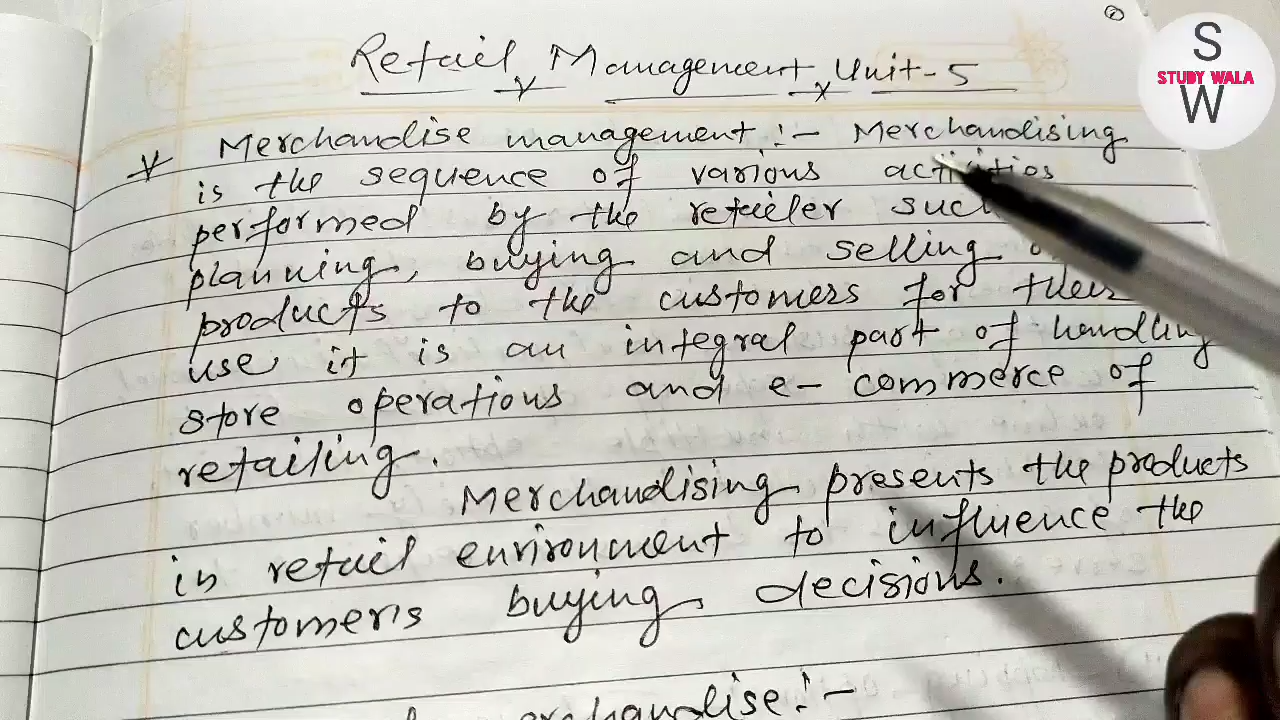 Retail Management Unit-5
S
STUDY WALA
W
Merchandise management :- Merchandising
is the sequence of various activities
performed by the retailer
planning, buying and selling
products to the customers for their
use it is an integral part of handling
store operations and e-commerce of
retailing.
Merchandising presents the products
in retail environment to influence the
customers buying decisions.
merchandise :-